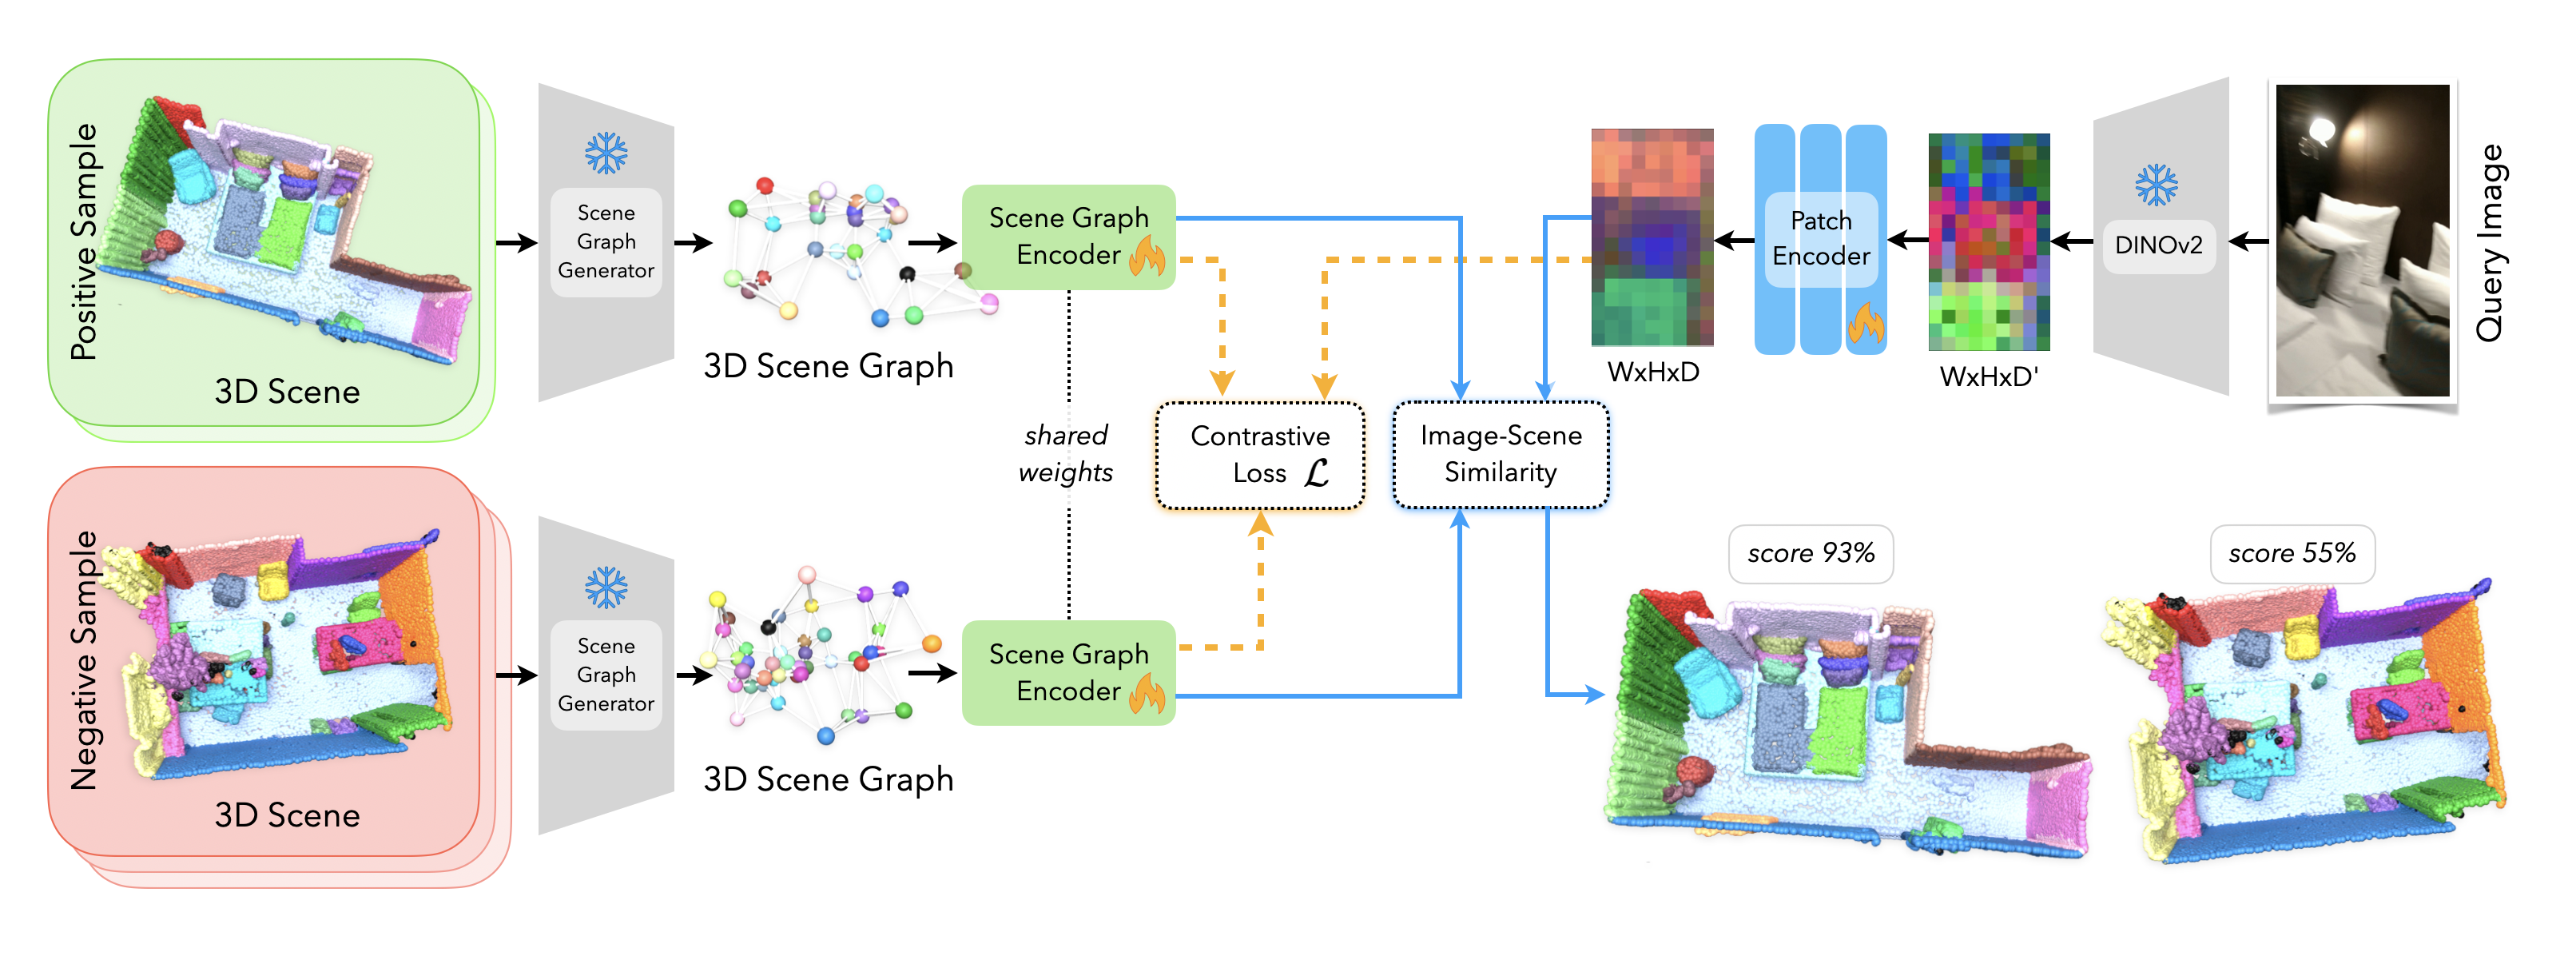 Positive Sample
3D Scene
Scene
Graph
Generator
3D Scene Graph
Scene Graph
Encoder
WxHxD
Patch
Encoder
WxHxD'
DINOv2
Query Image
shared
weights
Contrastive
Loss ℒ
Image-Scene
Similarity
Negative Sample
3D Scene
Scene
Graph
Generator
3D Scene Graph
Scene Graph
Encoder
score 93%
score 55%